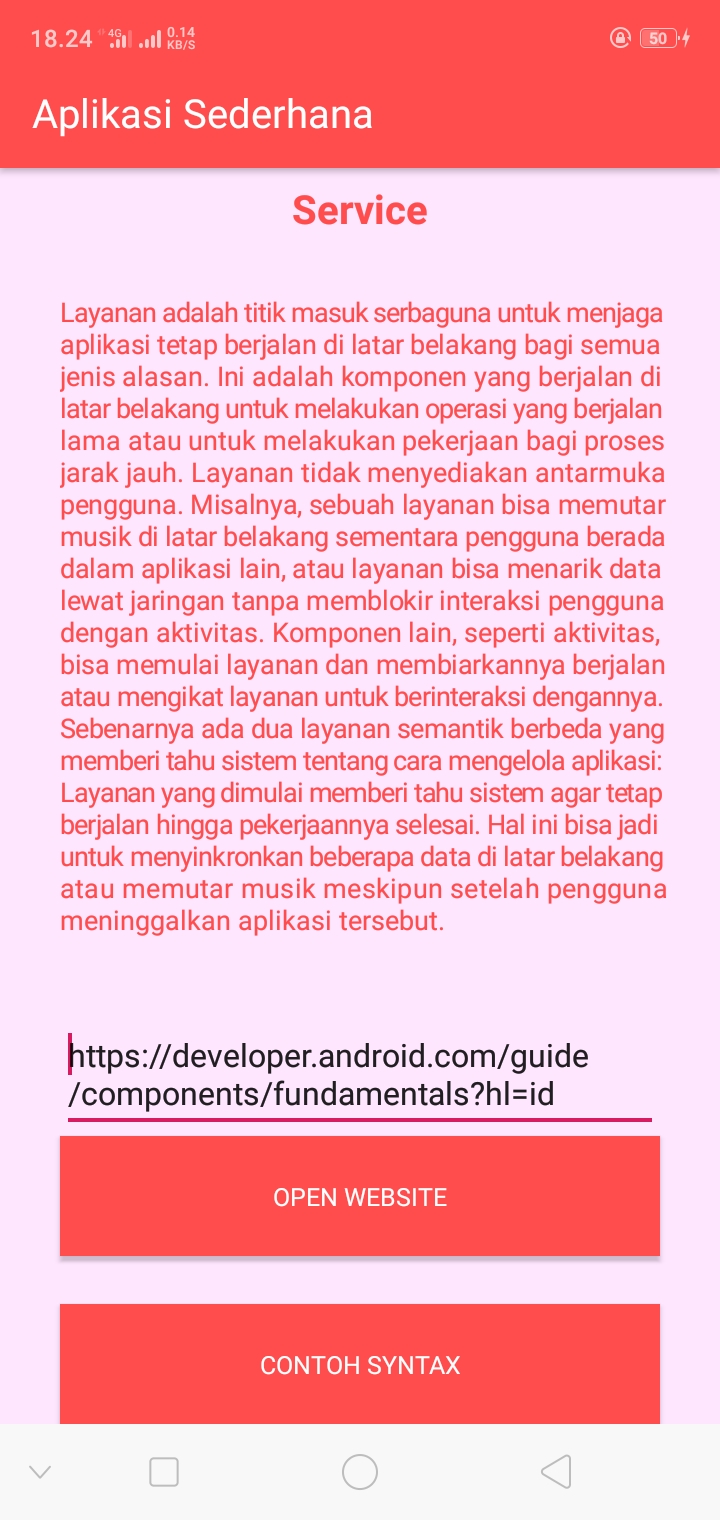 18.24 4G 0.14 KB/S 50
Aplikasi Sederhana
Service
Layanan adalah titik masuk serbaguna untuk menjaga
aplikasi tetap berjalan di latar belakang bagi semua
jenis alasan. Ini adalah komponen yang berjalan di
latar belakang untuk melakukan operasi yang berjalan
lama atau untuk melakukan pekerjaan bagi proses
jarak jauh. Layanan tidak menyediakan antarmuka
pengguna. Misalnya, sebuah layanan bisa memutar
musik di latar belakang sementara pengguna berada
dalam aplikasi lain, atau layanan bisa menarik data
lewat jaringan tanpa memblokir interaksi pengguna
dengan aktivitas. Komponen lain, seperti aktivitas,
bisa memulai layanan dan membiarkannya berjalan
atau mengikat layanan untuk berinteraksi dengannya.
Sebenarnya ada dua layanan semantik berbeda yang
memberi tahu sistem tentang cara mengelola aplikasi:
Layanan yang dimulai memberi tahu sistem agar tetap
berjalan hingga pekerjaannya selesai. Hal ini bisa jadi
untuk menyinkronkan beberapa data di latar belakang
atau memutar musik meskipun setelah pengguna
meninggalkan aplikasi tersebut.
https://developer.android.com/guide
/components/fundamentals?hl=id
OPEN WEBSITE
CONTOH SYNTAX